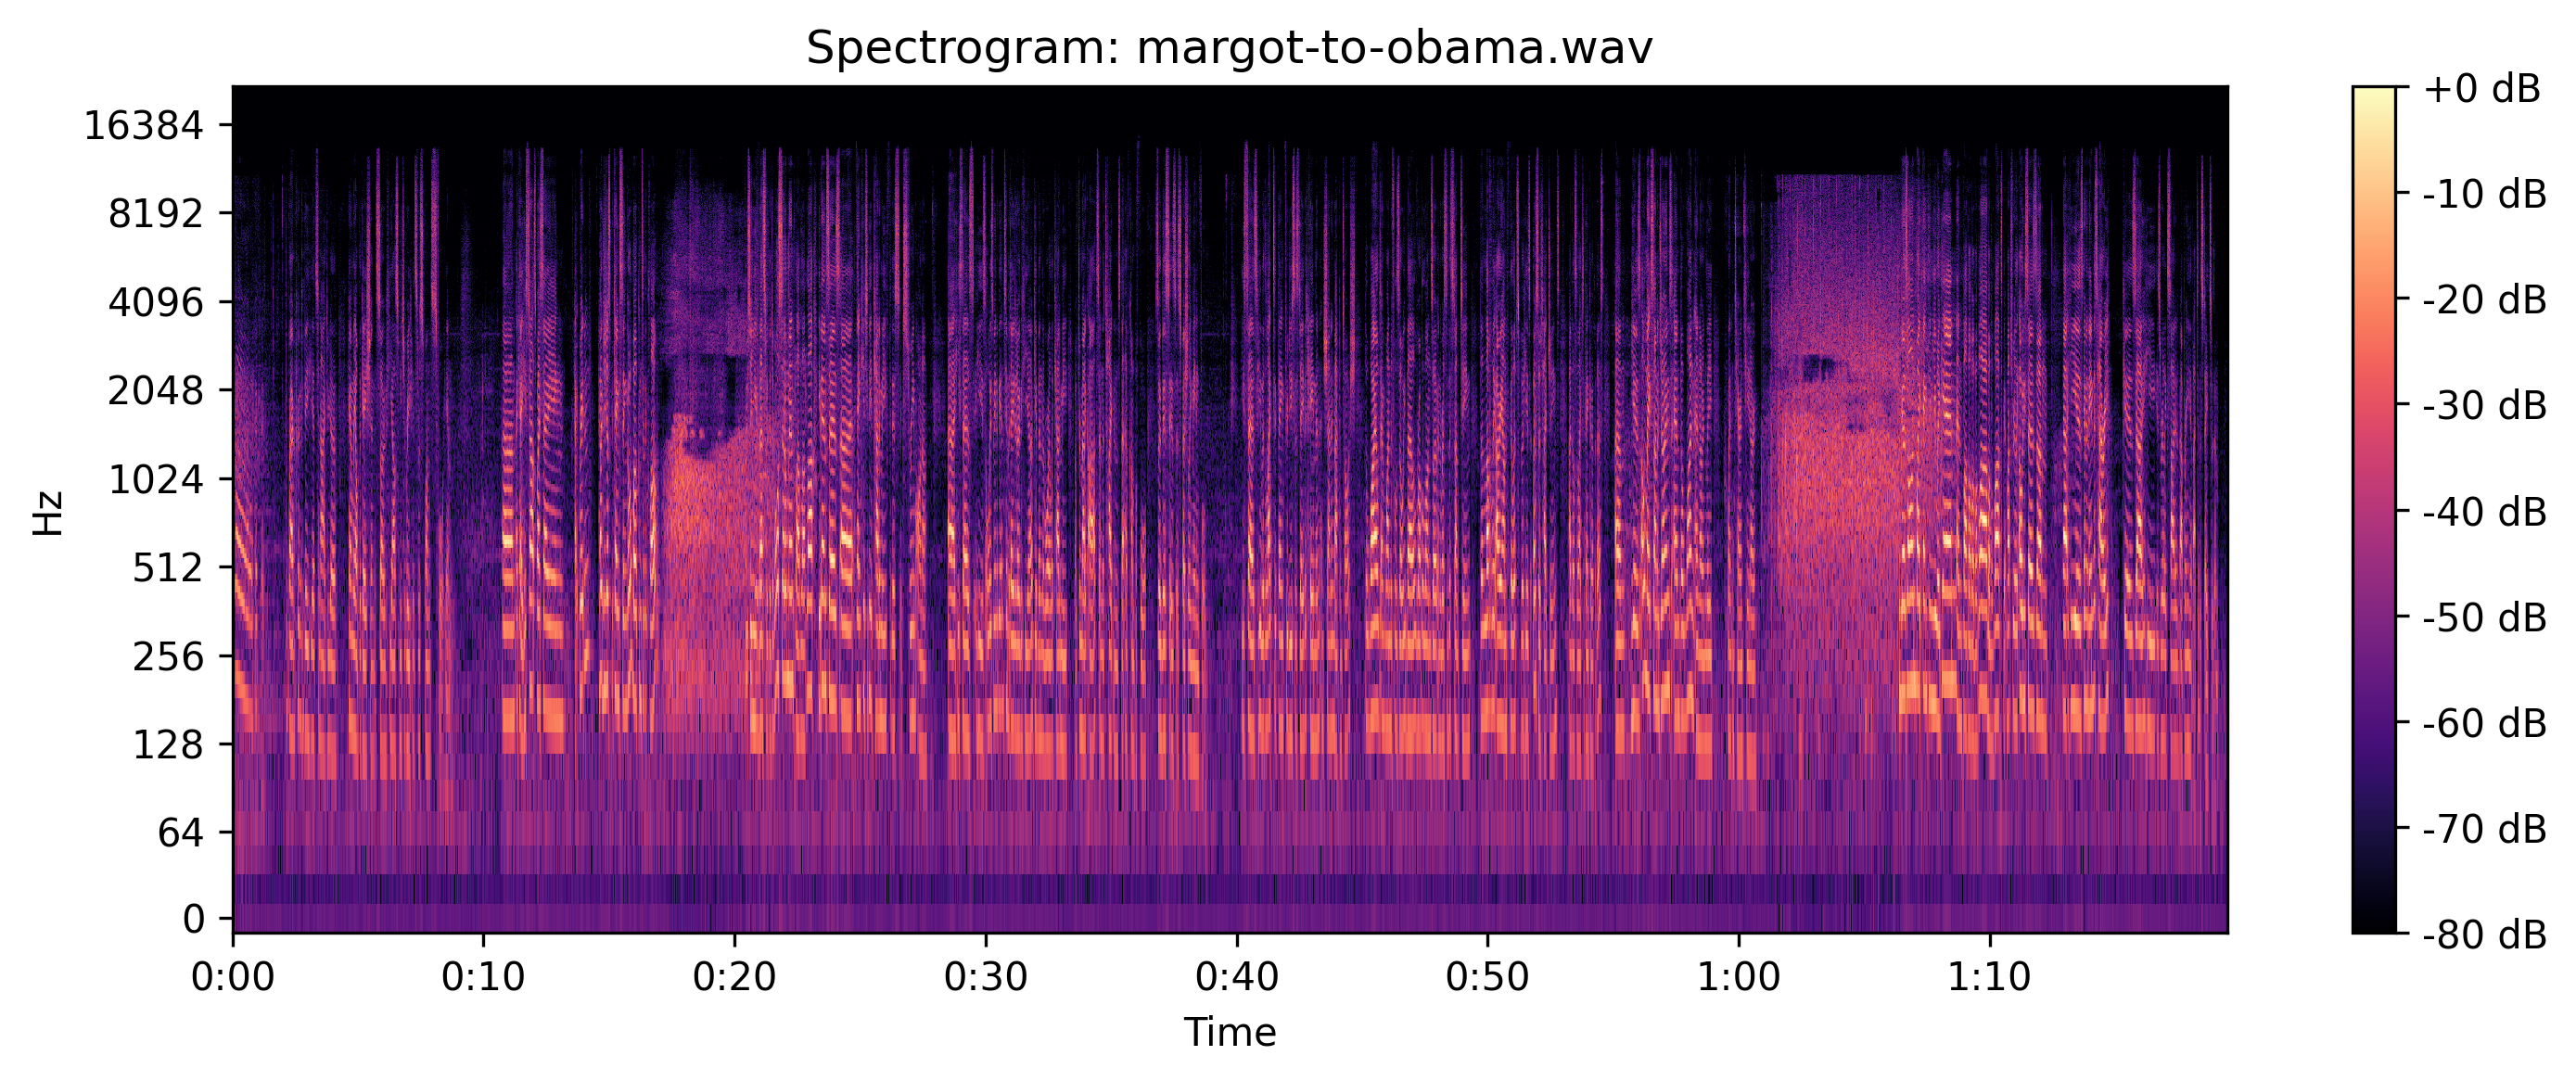 Spectrogram: margot-to-obama.wav
Hz
16384
8192
4096
2048
1024
512
256
128
64
0
0:00 0:10 0:20 0:30 0:40 0:50 1:00 1:10
Time
+0 dB
-10 dB
-20 dB
-30 dB
-40 dB
-50 dB
-60 dB
-70 dB
-80 dB